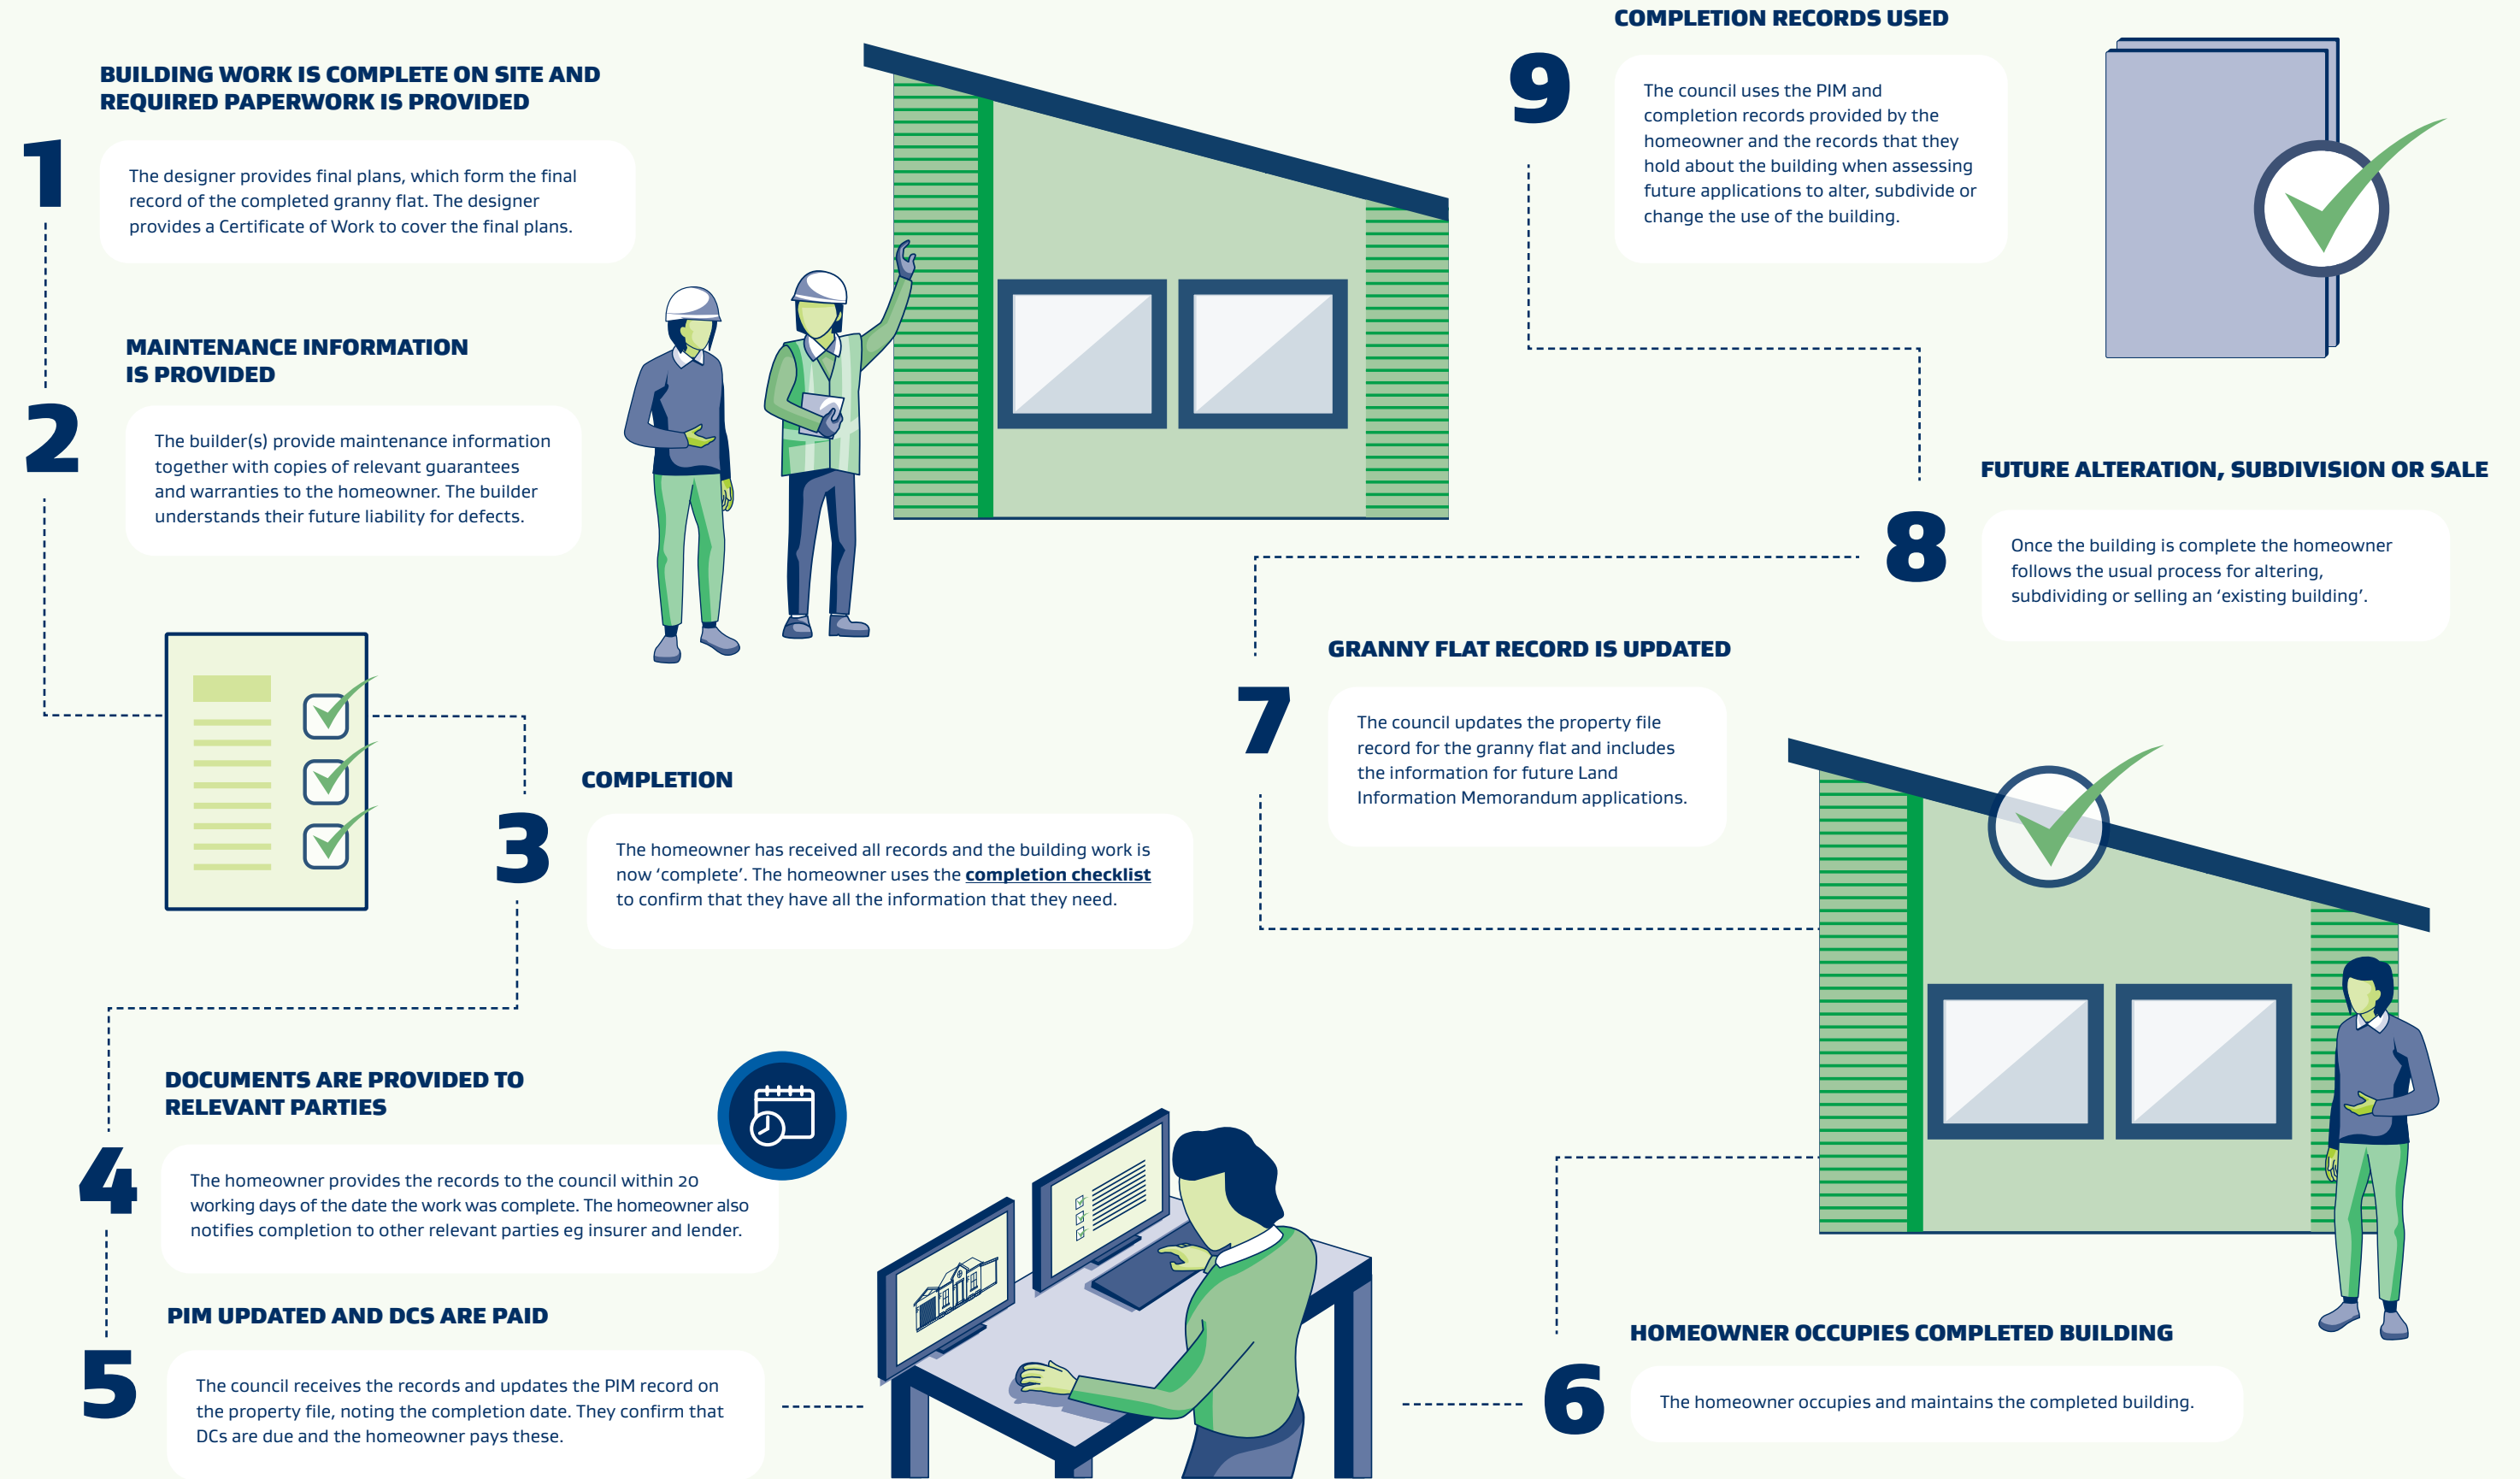 1
BUILDING WORK IS COMPLETE ON SITE AND
REQUIRED PAPERWORK IS PROVIDED
The designer provides final plans, which form the final
record of the completed granny flat. The designer
provides a Certificate of Work to cover the final plans.
2
MAINTENANCE INFORMATION
IS PROVIDED
The builder(s) provide maintenance information
together with copies of relevant guarantees
and warranties to the homeowner. The builder
understands their future liability for defects.
3
COMPLETION
The homeowner has received all records and the building work is
now ‘complete’. The homeowner uses the completion checklist
to confirm that they have all the information that they need.
4
DOCUMENTS ARE PROVIDED TO
RELEVANT PARTIES
The homeowner provides the records to the council within 20
working days of the date the work was complete. The homeowner also
notifies completion to other relevant parties eg insurer and lender.
5
PIM UPDATED AND DCS ARE PAID
The council receives the records and updates the PIM record on
the property file, noting the completion date. They confirm that
DCs are due and the homeowner pays these.
6
HOMEOWNER OCCUPIES COMPLETED BUILDING
The homeowner occupies and maintains the completed building.
7
GRANNY FLAT RECORD IS UPDATED
The council updates the property file
record for the granny flat and includes
the information for future Land
Information Memorandum applications.
8
FUTURE ALTERATION, SUBDIVISION OR SALE
Once the building is complete the homeowner
follows the usual process for altering,
subdividing or selling an ‘existing building’.
9
COMPLETION RECORDS USED
The council uses the PIM and
completion records provided by the
homeowner and the records that they
hold about the building when assessing
future applications to alter, subdivide or
change the use of the building.